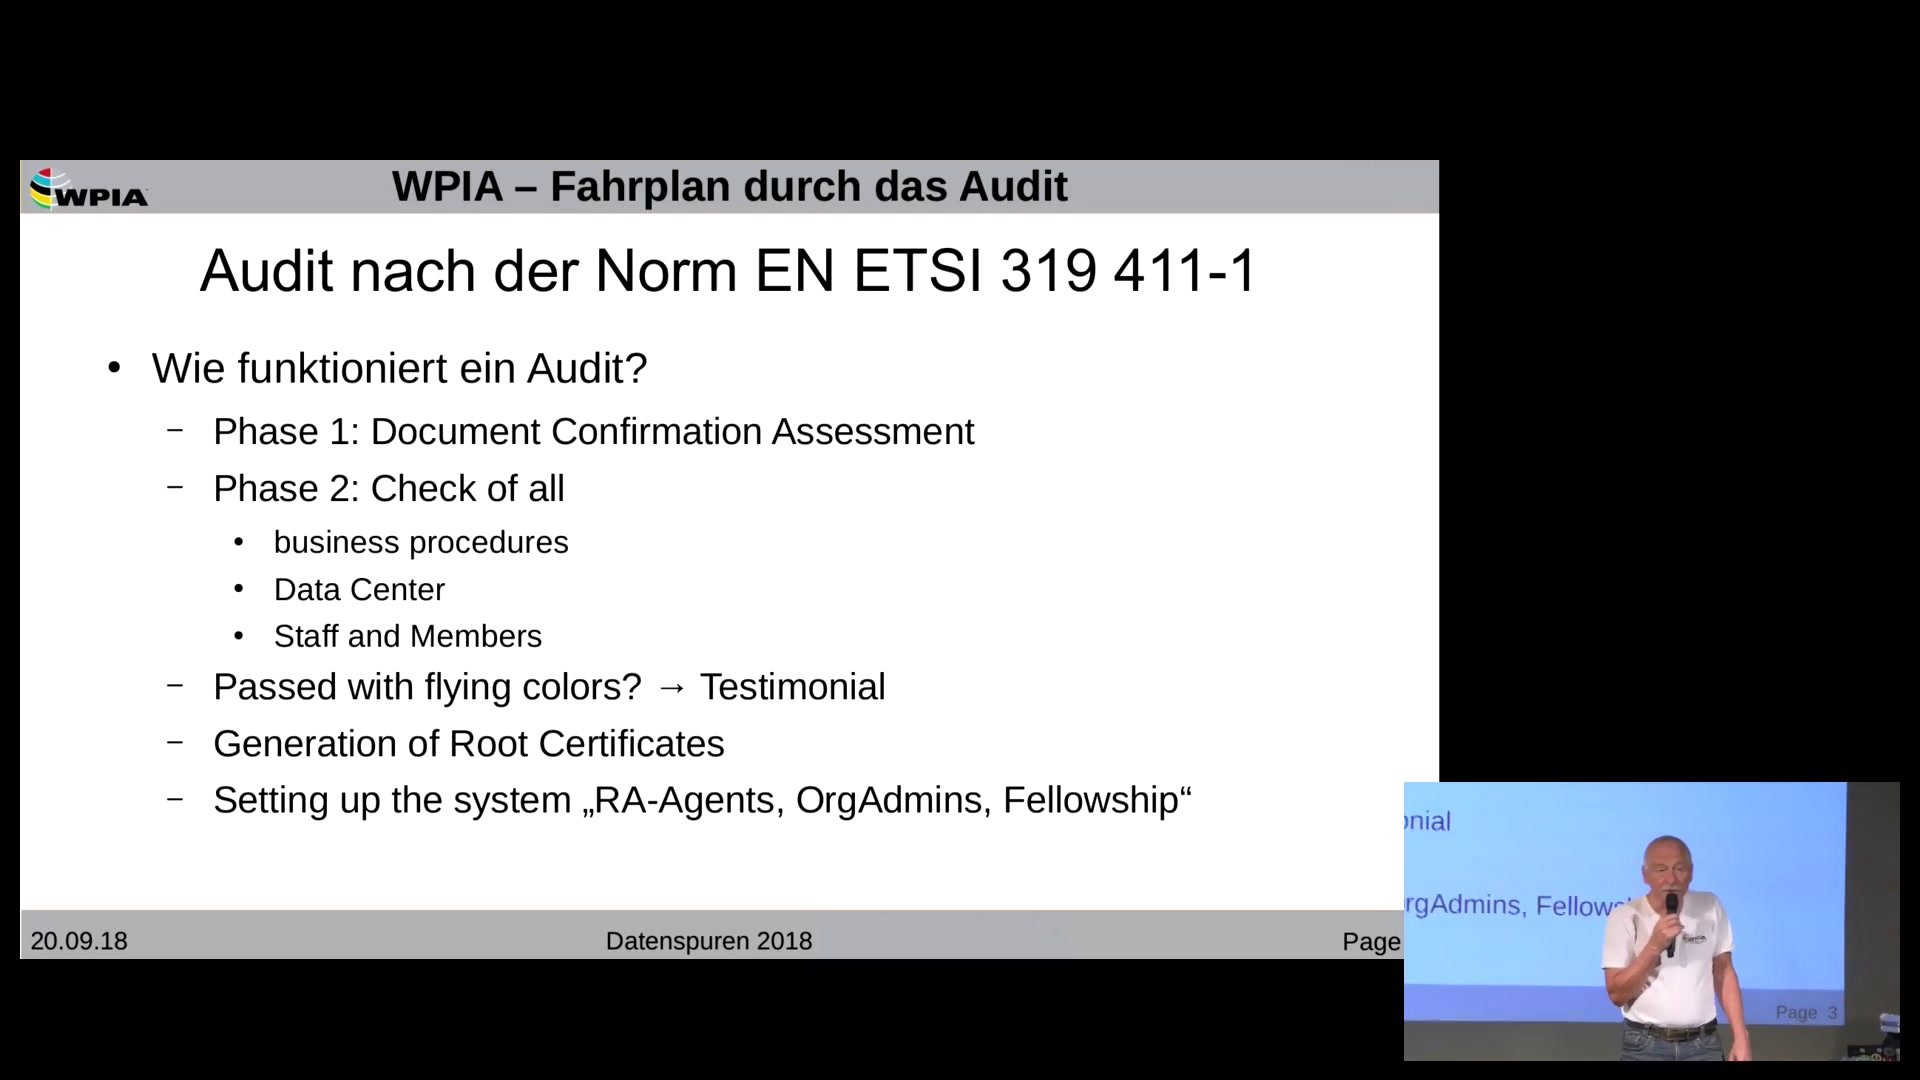 WPIA
WPIA – Fahrplan durch das Audit
Audit nach der Norm EN ETSI 319 411-1
• Wie funktioniert ein Audit?
– Phase 1: Document Confirmation Assessment
– Phase 2: Check of all
• business procedures
• Data Center
• Staff and Members
– Passed with flying colors? → Testimonial
– Generation of Root Certificates
– Setting up the system „RA-Agents, OrgAdmins, Fellowship“
20.09.18
Datenspuren 2018
Page
onial
rgAdmins, Fellows
WPIA
Page 3